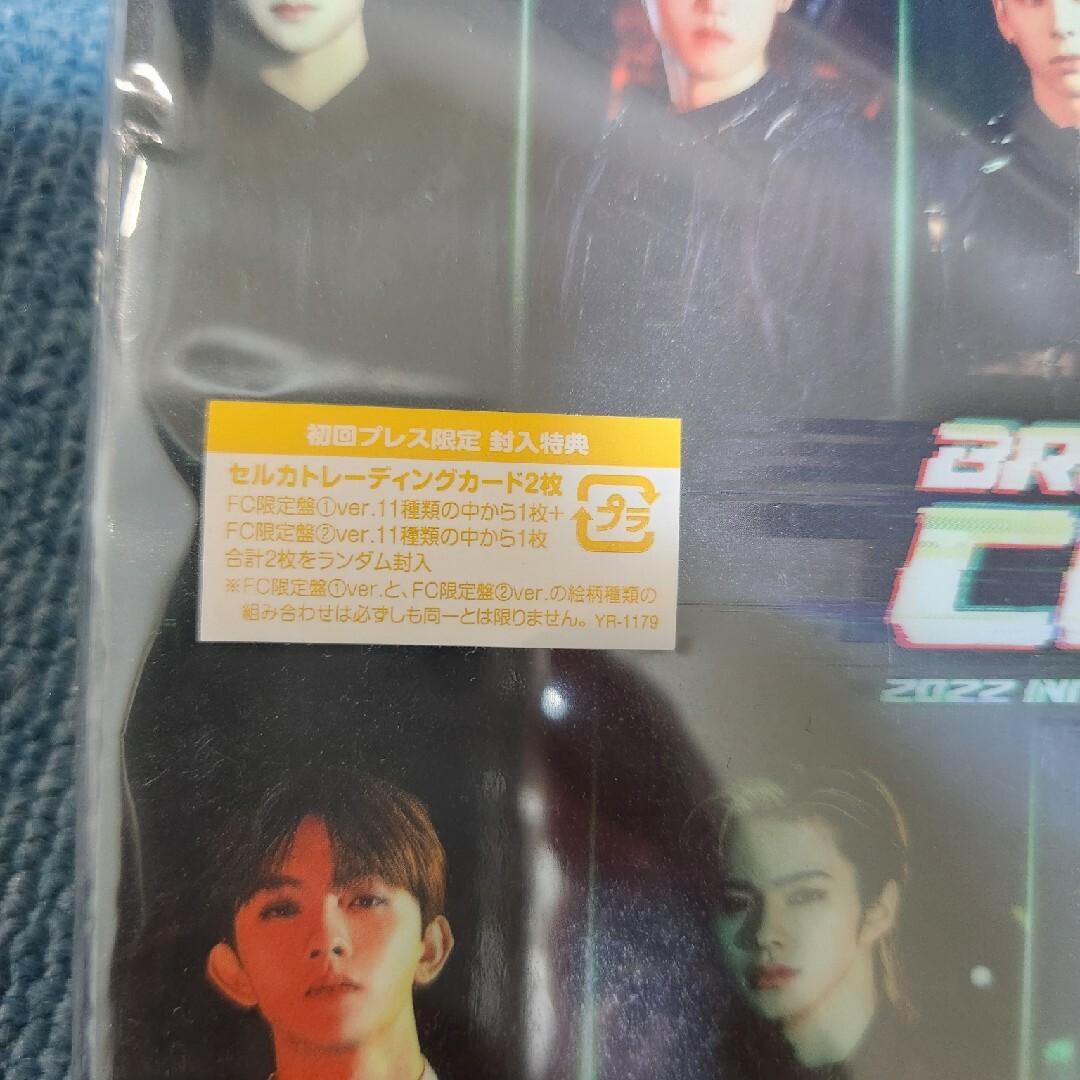 初回プレス限定 封入特典
セルカトレーディングカード2枚
FC限定盤①ver.11種類の中から1枚+
FC限定盤②ver.11種類の中から1枚
合計2枚をランダム封入
※FC限定盤①ver.と、FC限定盤②ver.の絵柄種類の
組み合わせは必ずしも同一とは限りません。 YR-1179
プラ
BR
2022 INI